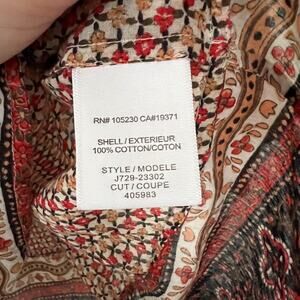 RN# 105230 CA#19371
SHELL / EXTERIEUR
100% COTTON/COTON
STYLE / MODELE
J729-23302
CUT / COUPE
405983